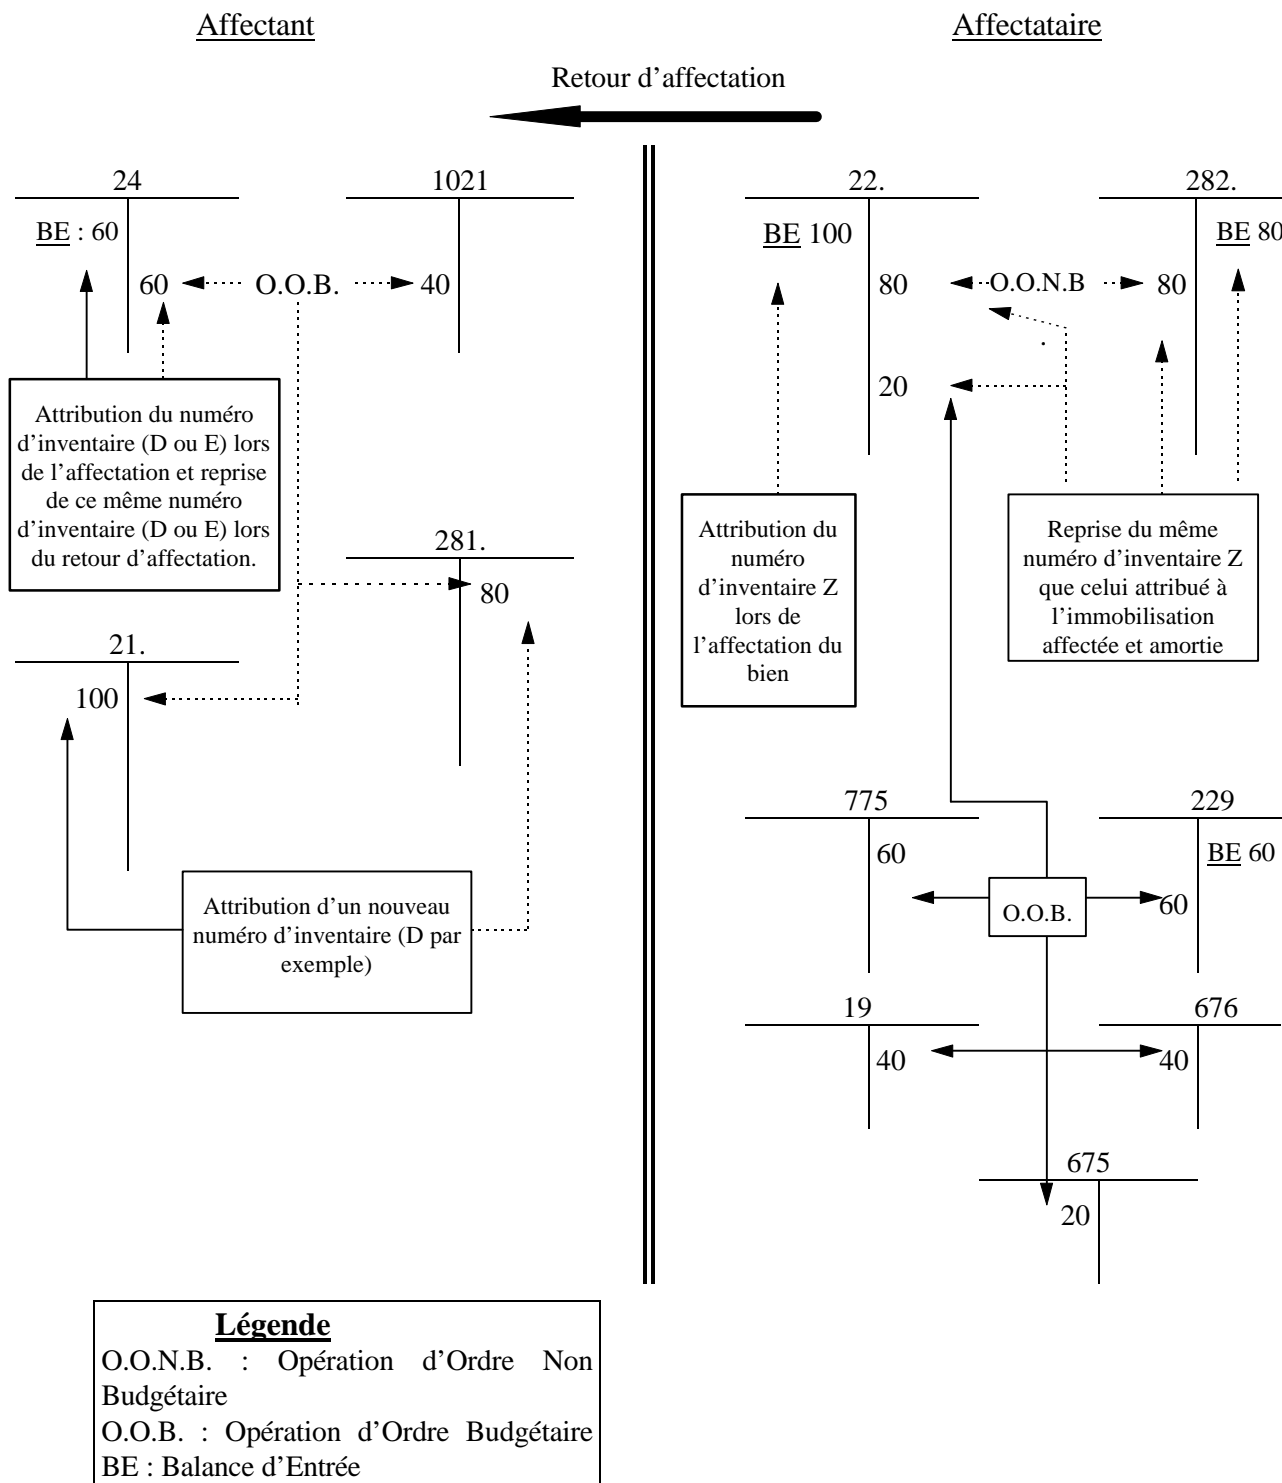 Affectant
Affectataire
Retour d’affectation
24
1021
BE : 60
60
O.O.B.
40
22.
282.
BE 100
BE 80
80
O.O.N.B
80
20
Attribution du numéro
d’inventaire (D ou E) lors
de l’affectation et reprise
de ce même numéro
d’inventaire (D ou E) lors
du retour d’affectation.
281.
80
21.
100
Attribution du
numéro
d’inventaire Z
lors de
l’affectation du
bien
Reprise du même
numéro d’inventaire Z
que celui attribué à
l’immobilisation
affectée et amortie
Attribution d’un nouveau
numéro d’inventaire (D par
exemple)
775
229
60
BE 60
O.O.B.
60
19
676
40
40
675
20
Légende
O.O.N.B. : Opération d’Ordre Non
Budgétaire
O.O.B. : Opération d’Ordre Budgétaire
BE : Balance d’Entrée